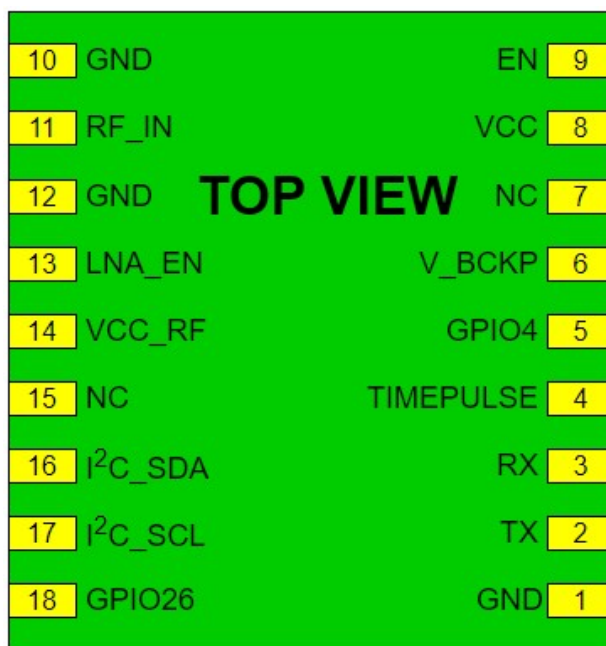 10 GND EN 9
11 RF_IN VCC 8
12 GND TOP VIEW NC 7
13 LNA_EN V_BCKP 6
14 VCC_RF GPIO4 5
15 NC TIMEPULSE 4
16 I²C_SDA RX 3
17 I²C_SCL TX 2
18 GPIO26 GND 1